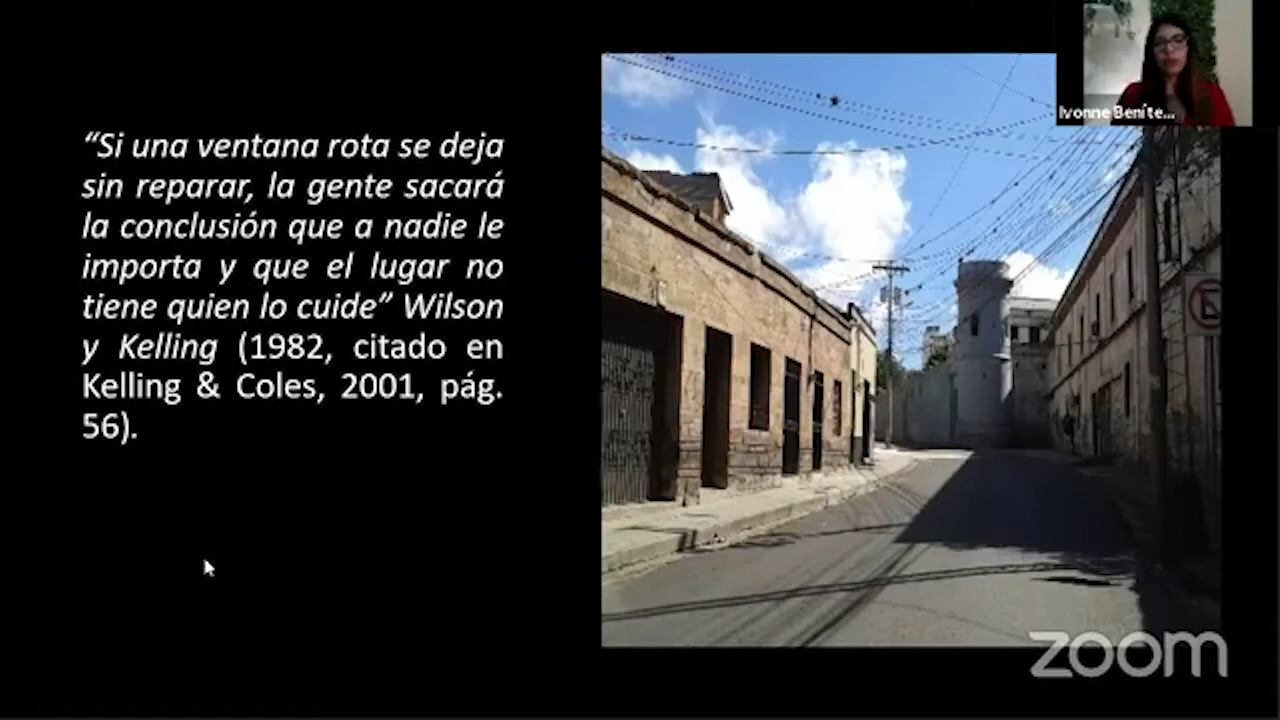 “Si una ventana rota se deja
sin reparar, la gente sacará
la conclusión que a nadie le
importa y que el lugar no
tiene quien lo cuide” Wilson
y Kelling (1982, citado en
Kelling & Coles, 2001, pág.
56).
Ivonne Beníte...
zoom